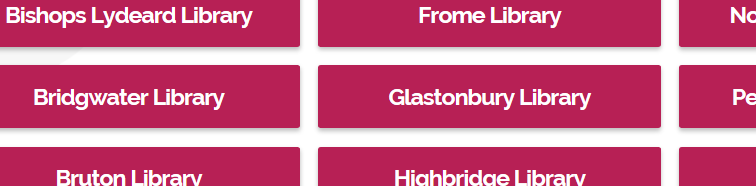 Bishops Lydeard Library
Frome Library
Bridgwater Library
Glastonbury Library
Bruton Library
Highbridge Library